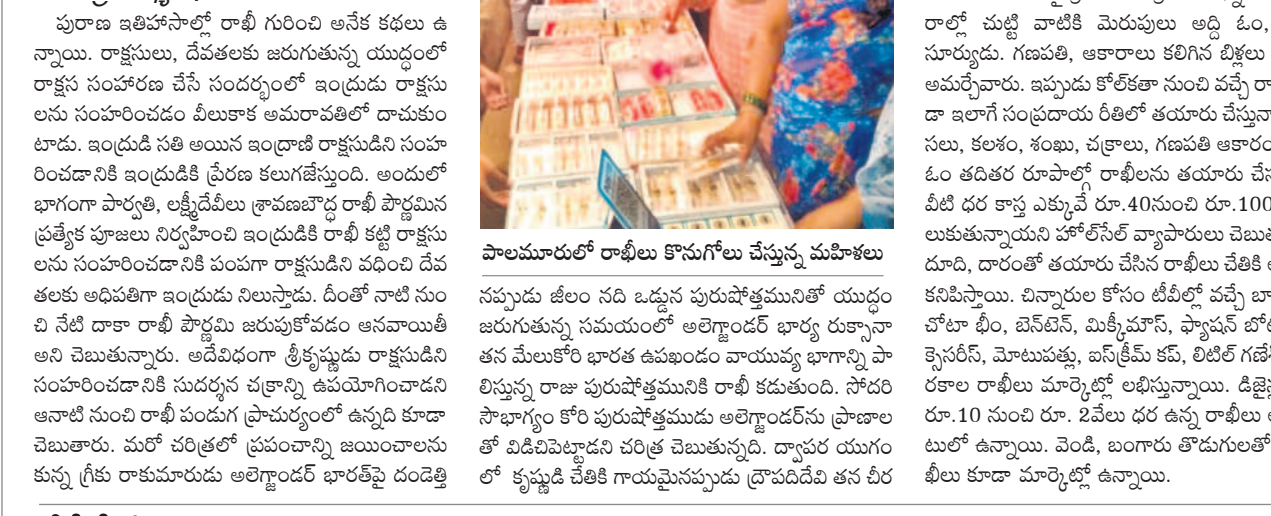 పురాణ ఇతిహాసాల్లో రాఖీ గురించి అనేక కథలు ఉ
న్నాయి. రాక్షసులు, దేవతలకు జరుగుతున్న యుద్ధంలో
రాక్షస సంహారణ చేసే సందర్భంలో ఇంద్రుడు రాక్షసు
లను సంహరించడం వీలుకాక అమరావతిలో దాచుకుం
టాడు. ఇంద్రుడి సతి అయిన ఇంద్రాణి రాక్షసుడిని సంహ
రించడానికి ఇంద్రుడికి ప్రేరణ కలుగజేస్తుంది. అందులో
భాగంగా పార్వతి, లక్ష్మీదేవీలు శ్రావణబౌద్ధ రాఖీ పౌర్ణమిన
ప్రత్యేక పూజలు నిర్వహించి ఇంద్రుడికి రాఖీ కట్టి రాక్షసు
లను సంహరించడానికి పంపగా రాక్షసుడిని వధించి దేవ
తలకు అధిపతిగా ఇంద్రుడు నిలుస్తాడు. దీంతో నాటి నుం
చి నేటి దాకా రాఖీ పౌర్ణమి జరుపుకోవడం ఆనవాయితీ
అని చెబుతున్నారు. అదేవిధంగా శ్రీకృష్ణుడు రాక్షసుడిని
సంహరించడానికి సుదర్శన చక్రాన్ని ఉపయోగించాడని
ఆనాటి నుంచి రాఖీ పండుగ ప్రాచుర్యంలో ఉన్నది కూడా
చెబుతారు. మరో చరిత్రలో ప్రపంచాన్ని జయించాలను
కున్న గ్రీకు రాకుమారుడు అలెగ్జాండర్ భారత్‌పై దండెత్తి
పాలమూరులో రాఖీలు కొనుగోలు చేస్తున్న మహిళలు
నప్పుడు జీలం నది ఒడ్డున పురుషోత్తమునితో యుద్ధం
జరుగుతున్న సమయంలో అలెగ్జాండర్ భార్య రుక్సానా
తన మేలుకోరి భారత ఉపఖండం వాయువ్య భాగాన్ని పా
లిస్తున్న రాజు పురుషోత్తమునికి రాఖీ కడుతుంది. సోదరి
సౌభాగ్యం కోరి పురుషోత్తముడు అలెగ్జాండర్‌ను ప్రాణాల
తో విడిచిపెట్టాడని చరిత్ర చెబుతున్నది. ద్వాపర యుగం
లో కృష్ణుడి చేతికి గాయమైనప్పుడు ద్రౌపదిదేవి తన చీర
రాల్లో చుట్టి వాటికి మెరుపులు అద్ది ఓం,
సూర్యుడు. గణపతి, ఆకారాలు కలిగిన బిళ్లలు
అమర్చేవారు. ఇప్పుడు కోల్‌కతా నుంచి వచ్చే రా
డా ఇలాగే సంప్రదాయ రీతిలో తయారు చేస్తునా
సలు, కలశం, శంఖు, చక్రాలు, గణపతి ఆకారం
ఓం తదితర రూపాల్లో రాఖీలను తయారు చేస
వీటి ధర కాస్త ఎక్కువే రూ.40నుంచి రూ.100
లుకుతున్నాయని హోల్‌సేల్ వ్యాపారులు చెబుత
దూది, దారంతో తయారు చేసిన రాఖీలు చేతికి
కనిపిస్తాయి. చిన్నారుల కోసం టీవీల్లో వచ్చే బా
చోటా భీం, బెన్‌టెన్, మిక్కీమౌస్, ఫ్యాషన్ బోట
క్సెసరీస్, మోటుపత్లు, ఐస్‌క్రీమ్ కప్, లిటిల్ గణేశ
రకాల రాఖీలు మార్కెట్లో లభిస్తున్నాయి. డిజైన
రూ.10 నుంచి రూ. 2వేలు ధర ఉన్న రాఖీలు
టులో ఉన్నాయి. వెండి, బంగారు తొడుగులతో
ఖీలు కూడా మార్కెట్లో ఉన్నాయి.